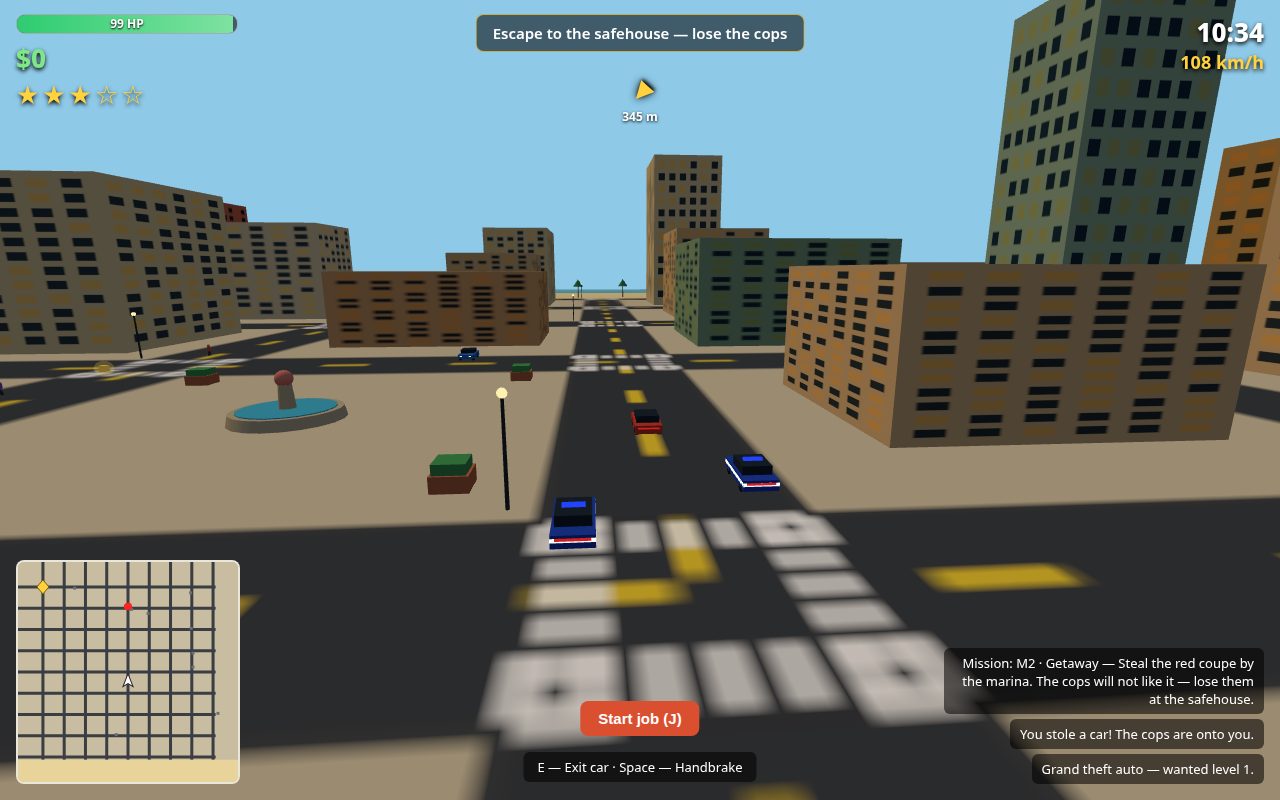 99 HP
$0
Escape to the safehouse — lose the cops
345 m
10:34
108 km/h
Mission: M2 · Getaway — Steal the red coupe by
the marina. The cops will not like it — lose them
at the safehouse.
You stole a car! The cops are onto you.
Grand theft auto — wanted level 1.
Start job (J)
E — Exit car · Space — Handbrake